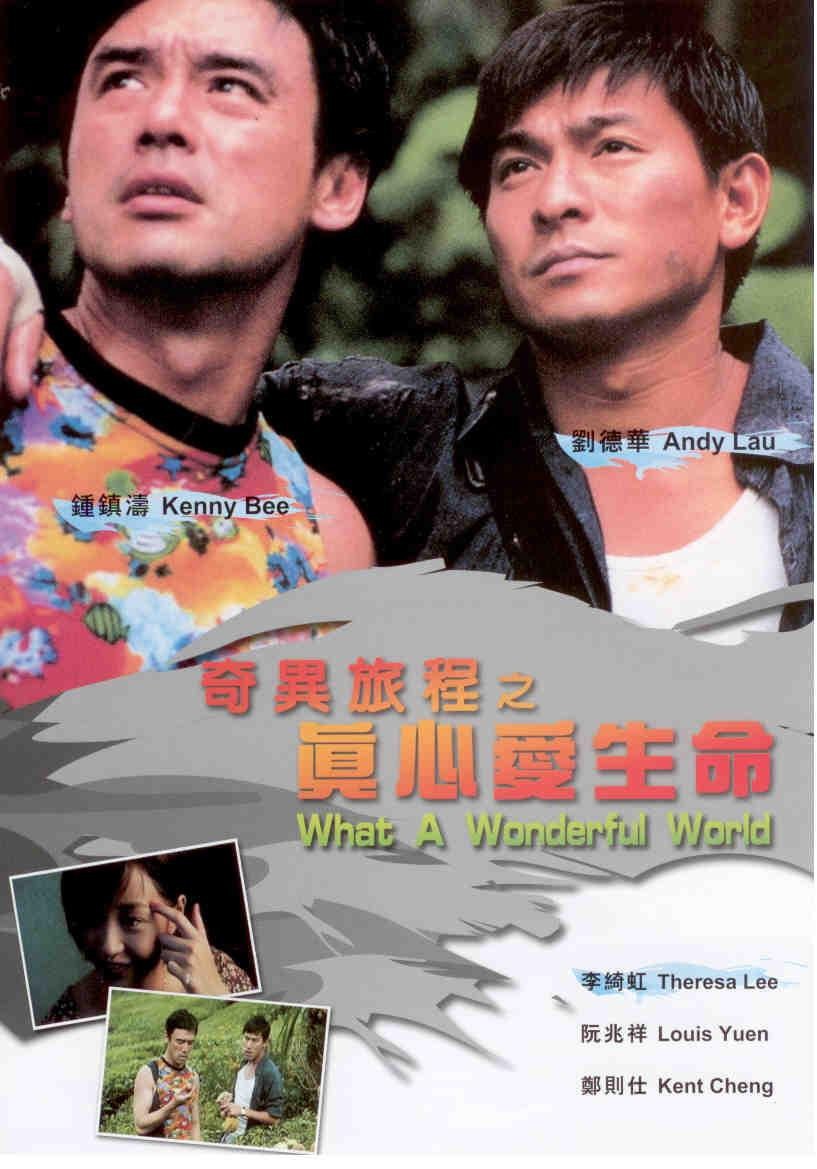 劉德華 Andy Lau
鍾鎮濤 Kenny Bee
奇異旅程之
眞心愛生命
What A Wonderful World
李綺虹 Theresa Lee
阮兆祥 Louis Yuen
鄭則仕 Kent Cheng